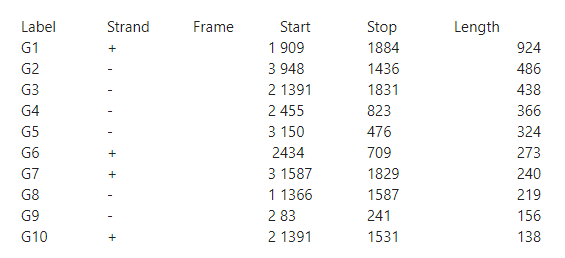 Label Strand Frame Start Stop Length
G1 + 1 909 1884 924
G2 - 3 948 1436 486
G3 - 2 1391 1831 438
G4 - 2 455 823 366
G5 - 3 150 476 324
G6 + 2434 709 273
G7 + 3 1587 1829 240
G8 - 1 1366 1587 219
G9 - 2 83 241 156
G10 + 2 1391 1531 138